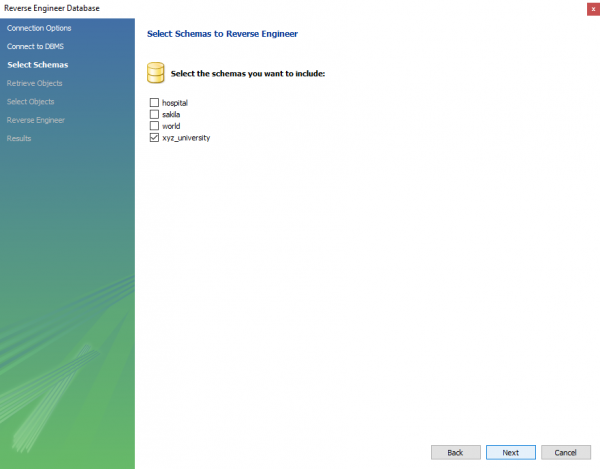 Reverse Engineer Database
x
Connection Options
Connect to DBMS
Select Schemas
Retrieve Objects
Select Objects
Reverse Engineer
Results
Select Schemas to Reverse Engineer
Select the schemas you want to include:
hospital
sakila
world
xyz_university
Back
Next
Cancel